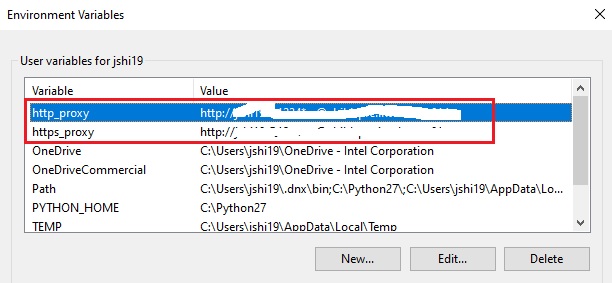 Environment Variables
User variables for jshi19
Variable Value
http_proxy http://
https_proxy http://
OneDrive C:\Users\jshi19\OneDrive - Intel Corporation
OneDriveCommercial C:\Users\jshi19\OneDrive - Intel Corporation
Path C:\Users\jshi19\.dnx\bin;C:\Python27\;C:\Users\jshi19\AppData\Lo...
PYTHON_HOME C:\Python27
TEMP C:\Users\jshi19\AppData\Local\Temp
New... Edit... Delete